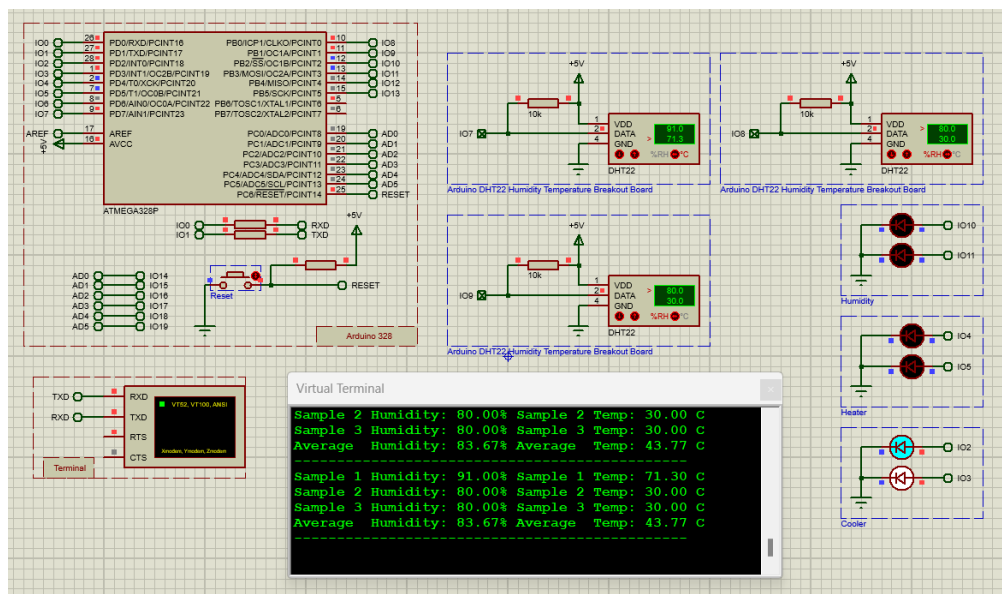 IO0 26 PD0/RXD/PCINT16 PB0/ICP1/CLKO/PCINT0 10 IO8
IO1 27 PD1/TXD/PCINT17 PB1/OC1A/PCINT1 11 IO9
IO2 28 PD2/INT0/PCINT18 PB2/SS/OC1B/PCINT2 12 IO10
IO3 1 PD3/INT1/OC2B/PCINT19 PB3/MOSI/OC2A/PCINT3 13 IO11
IO4 2 PD4/T0/XCK/PCINT20 PB4/MISO/PCINT4 14 IO12
IO5 7 PD5/T1/OC0B/PCINT21 PB5/SCK/PCINT5 15 IO13
IO6 8 PD6/AIN0/OC0A/PCINT22 PB6/TOSC1/XTAL1/PCINT6 5
IO7 9 PD7/AIN1/PCINT23 PB7/TOSC2/XTAL2/PCINT7 6
AREF 17 AREF PC0/ADC0/PCINT8 19 AD0
+5V 16 AVCC PC1/ADC1/PCINT9 20 AD1
PC2/ADC2/PCINT10 21 AD2
PC3/ADC3/PCINT11 22 AD3
PC4/ADC4/SDA/PCINT12 23 AD4
PC5/ADC5/SCL/PCINT13 24 AD5
PC6/RESET/PCINT14 25 RESET
ATMEGA328P
IO0 RXD
IO1 TXD
+5V
RESET
Reset
AD0 IO14
AD1 IO15
AD2 IO16
AD3 IO17
AD4 IO18
AD5 IO19
Arduino 328
+5V
10k
IO7
1 VDD
2 DATA
4 GND
> 91.0
71.3
%RH °C
DHT22
Arduino DHT22 Humidity Temperature Breakout Board
+5V
10k
IO8
1 VDD
2 DATA
4 GND
> 80.0
30.0
%RH °C
DHT22
Arduino DHT22 Humidity Temperature Breakout Board
+5V
10k
IO9
1 VDD
2 DATA
4 GND
> 80.0
30.0
%RH °C
DHT22
Arduino DHT22 Humidity Temperature Breakout Board
IO10
IO11
Humidity
IO4
IO5
Heater
IO2
IO3
Cooler
TXD RXD
RXD TXD
RTS
CTS
VT52, VT100, ANSI
Xmodem, Ymodem, Zmodem
Terminal
Virtual Terminal
Sample 2 Humidity: 80.00% Sample 2 Temp: 30.00 C
Sample 3 Humidity: 80.00% Sample 3 Temp: 30.00 C
Average Humidity: 83.67% Average Temp: 43.77 C
------------------------------------------------
Sample 1 Humidity: 91.00% Sample 1 Temp: 71.30 C
Sample 2 Humidity: 80.00% Sample 2 Temp: 30.00 C
Sample 3 Humidity: 80.00% Sample 3 Temp: 30.00 C
Average Humidity: 83.67% Average Temp: 43.77 C
------------------------------------------------